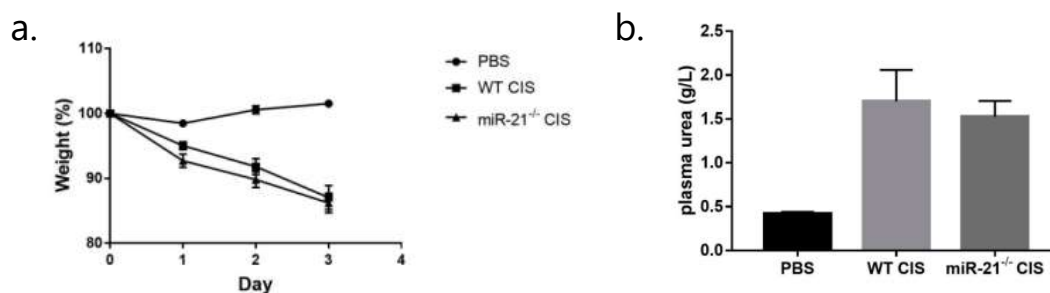 a.
110
100
90
80
Weight (%)
0 1 2 3 4
Day
PBS
WT CIS
miR-21⁻/⁻ CIS
b.
2.5
2.0
1.5
1.0
0.5
0.0
plasma urea (g/L)
PBS WT CIS miR-21⁻/⁻ CIS